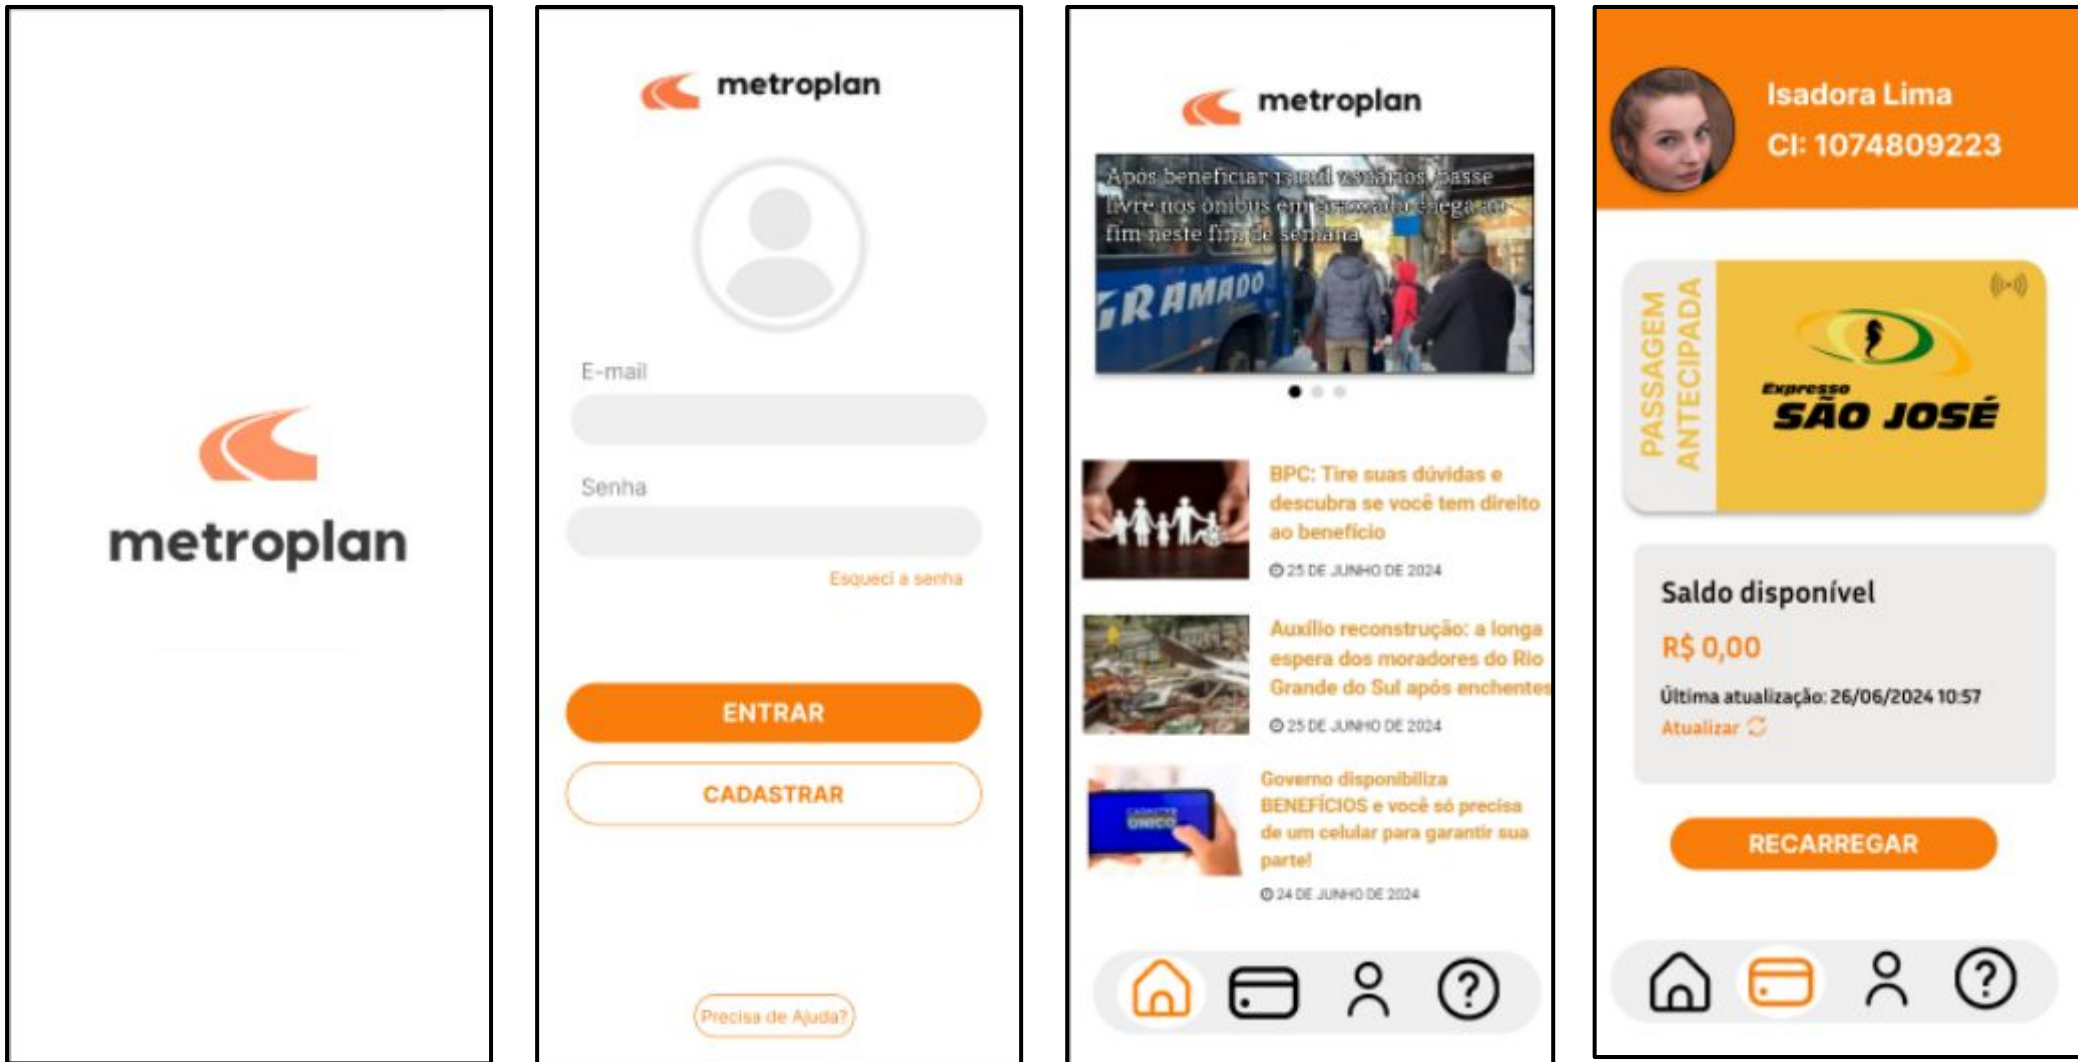 metroplan
metroplan
E-mail
Senha
Esqueci a senha
ENTRAR
CADASTRAR
Precisa de Ajuda?
metroplan
Após beneficiar 13 mil usuários, passe
livre nos ônibus em Gramado chega ao
fim neste fim de semana
GRAMADO
BPC: Tire suas dúvidas e
descubra se você tem direito
ao benefício
25 DE JUNHO DE 2024
Auxílio reconstrução: a longa
espera dos moradores do Rio
Grande do Sul após enchentes
25 DE JUNHO DE 2024
CADASTRO
ÚNICO
Governo disponibiliza
BENEFÍCIOS e você só precisa
de um celular para garantir sua
parte!
24 DE JUNHO DE 2024
Isadora Lima
CI: 1074809223
PASSAGEM
ANTECIPADA
Expresso
SÃO JOSÉ
Saldo disponível
R$ 0,00
Última atualização: 26/06/2024 10:57
Atualizar
RECARREGAR